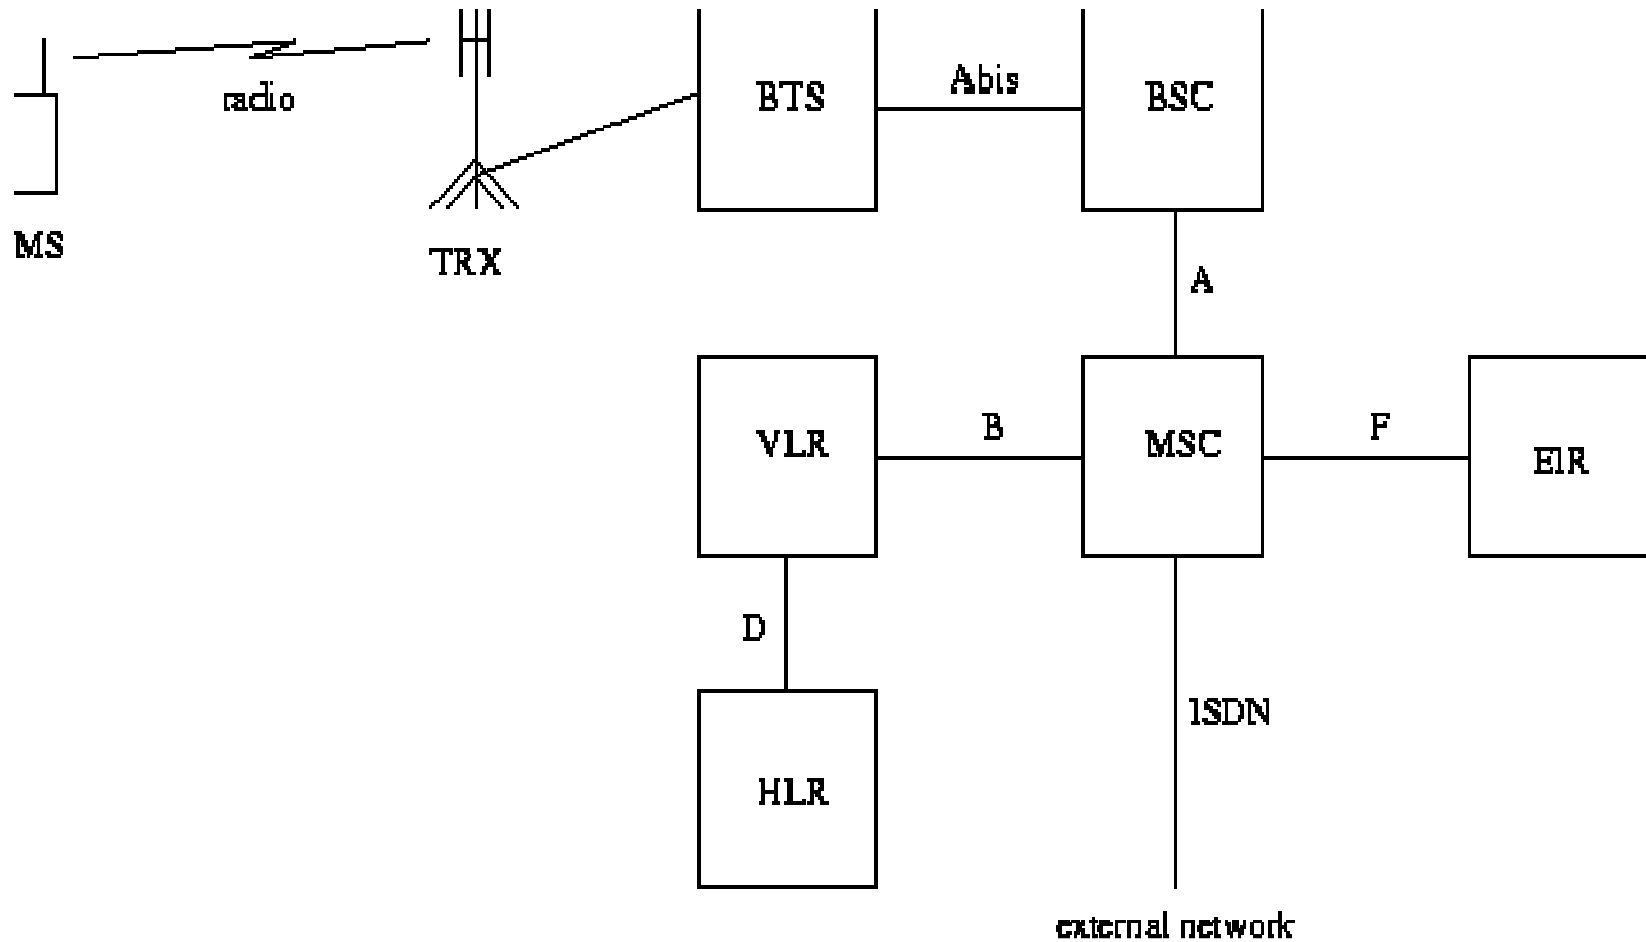 BTS
Abis
BSC
radio
MS
TRX
A
VLR
B
MSC
F
EIR
D
ISDN
HLR
external network